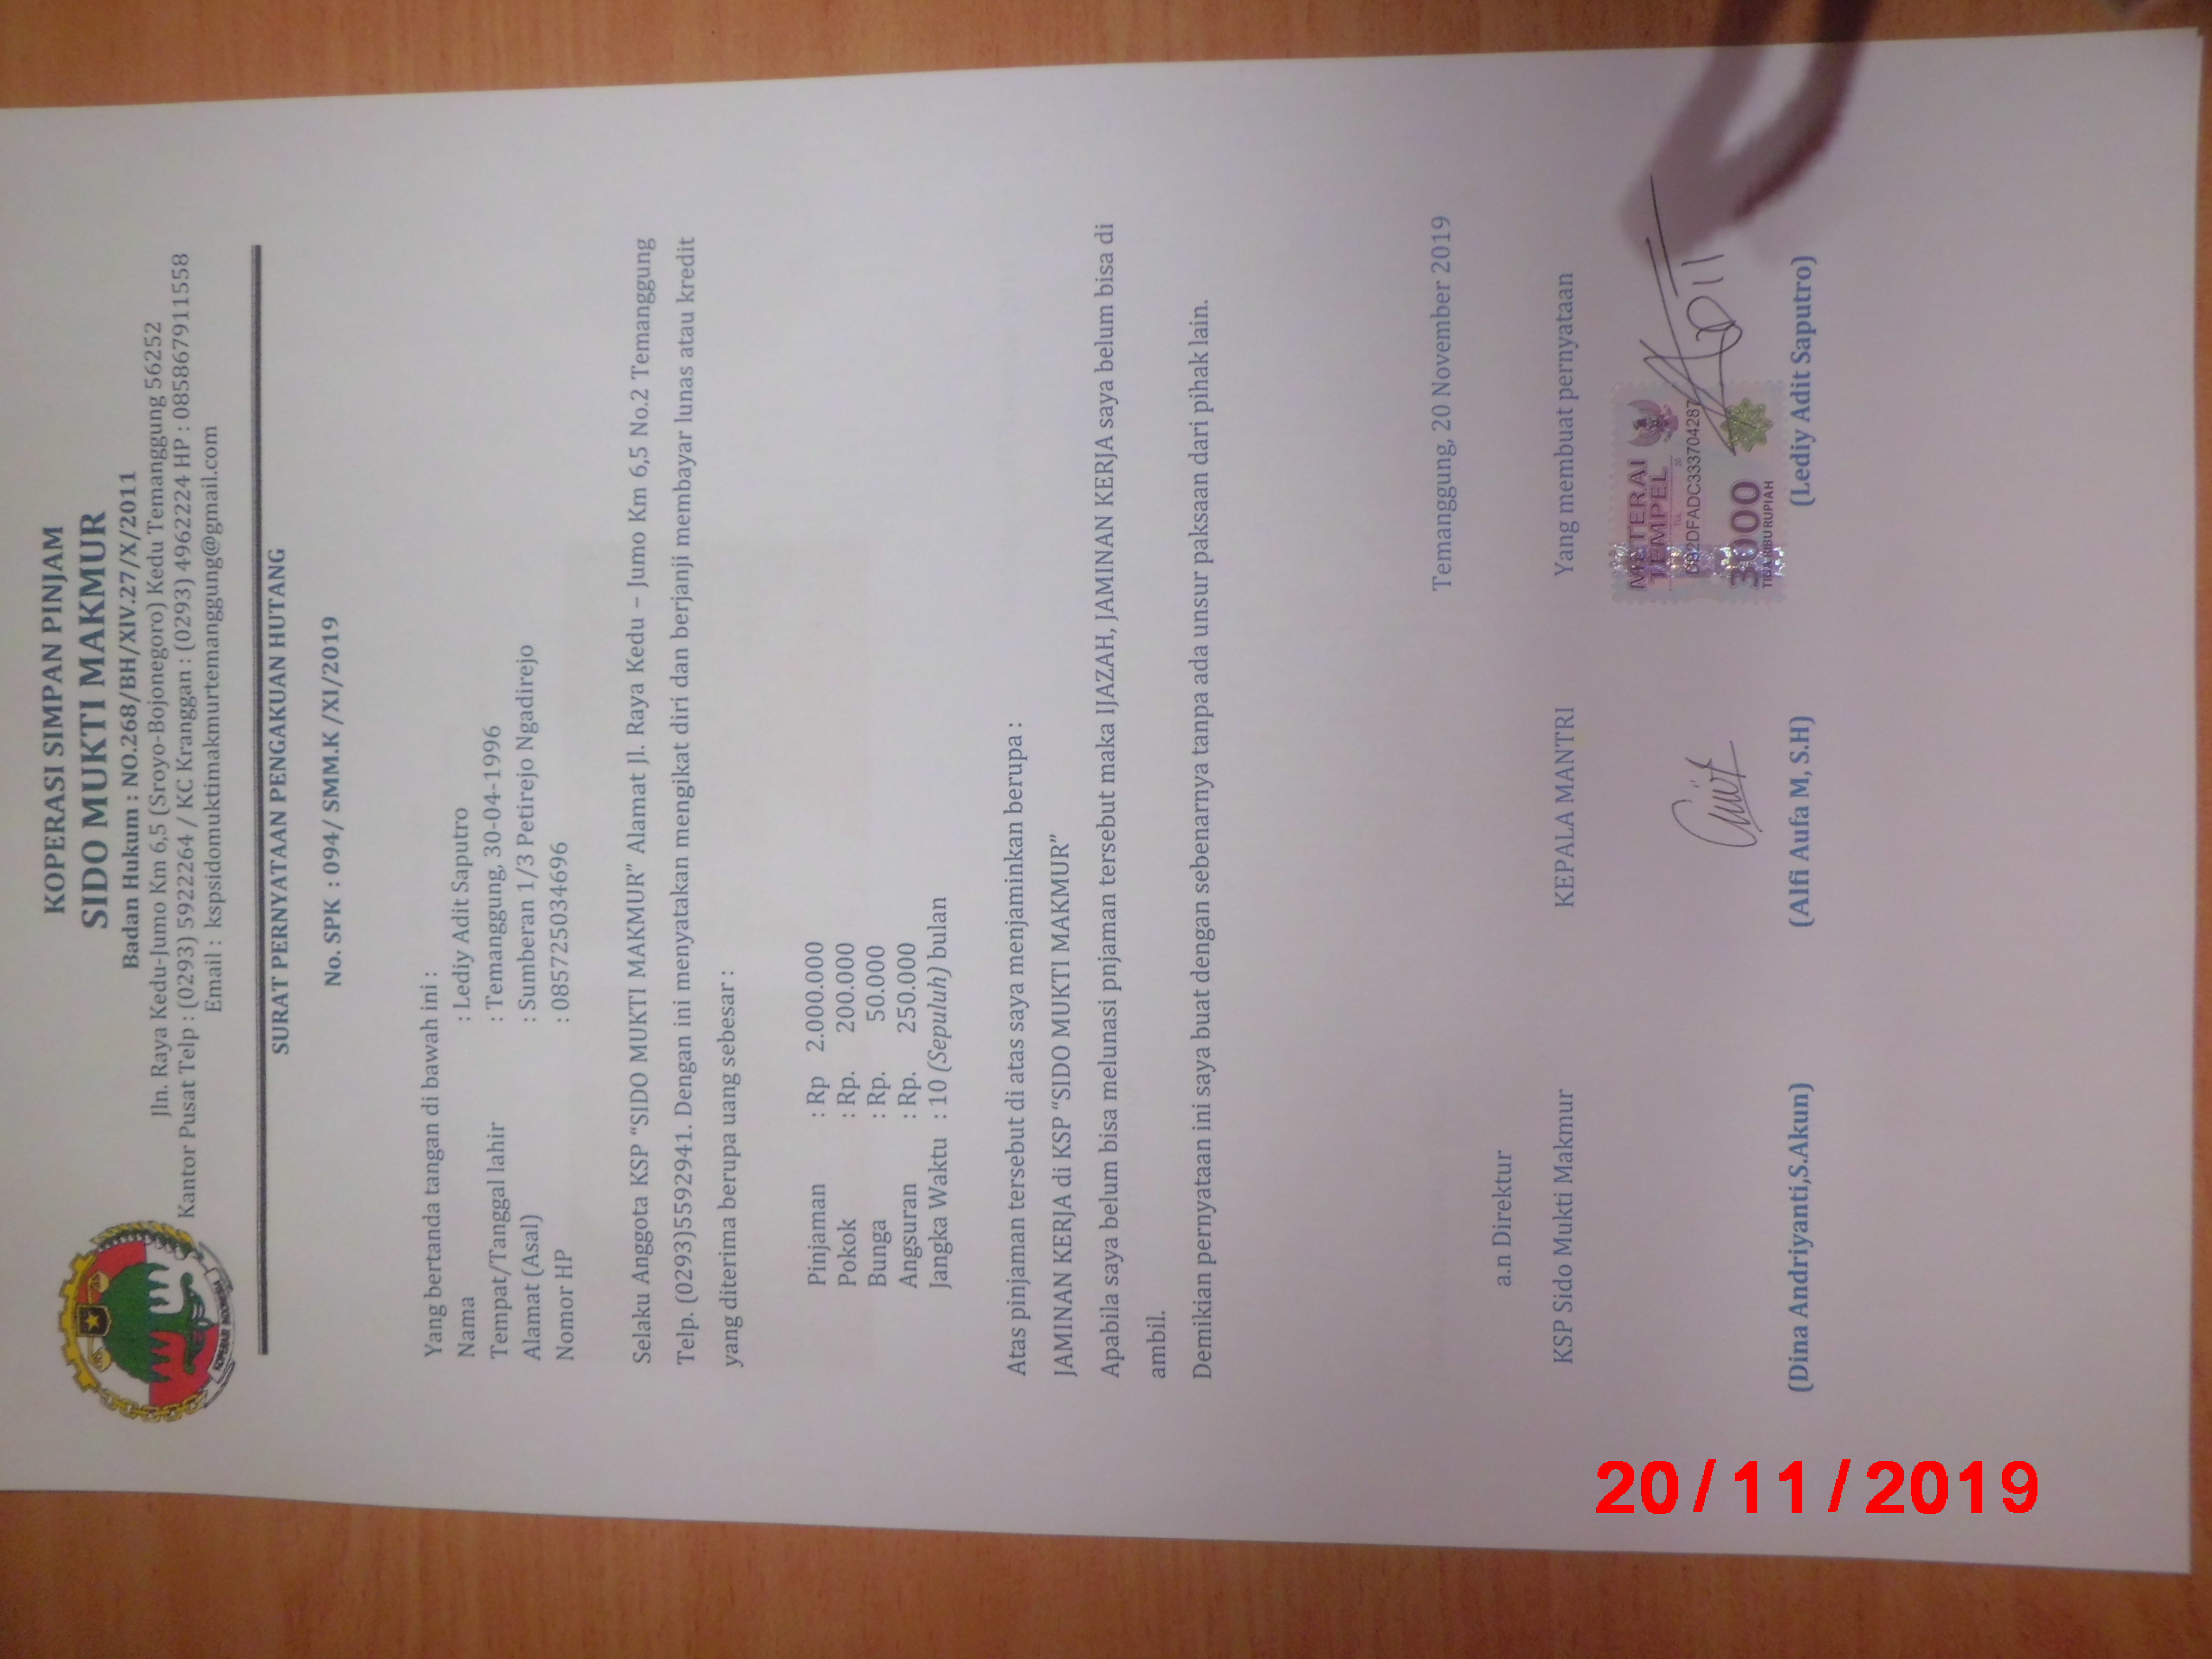 KOPERASI SIMPAN PINJAM
SIDO MUKTI MAKMUR
Badan Hukum : NO.268/BH/XIV.27/X/2011
Jln. Raya Kedu-Jumo Km 6,5 (Sroyo-Bojonegoro) Kedu Temanggung 56252
Kantor Pusat Telp : (0293) 5922264 / KC Kranggan : (0293) 4962224 HP : 085867911558
Email : kspsidomuktimakmurtemanggung@gmail.com
SURAT PERNYATAAN PENGAKUAN HUTANG
No. SPK : 094/ SMM.K /XI/2019
Yang bertanda tangan di bawah ini :
Nama : Lediy Adit Saputro
Tempat/Tanggal lahir : Temanggung, 30-04-1996
Alamat (Asal) : Sumberan 1/3 Petirejo Ngadirejo
Nomor HP : 085725034696
Selaku Anggota KSP “SIDO MUKTI MAKMUR” Alamat Jl. Raya Kedu – Jumo Km 6,5 No.2 Temanggung
Telp. (0293)5592941. Dengan ini menyatakan mengikat diri dan berjanji membayar lunas atau kredit
yang diterima berupa uang sebesar :
Pinjaman : Rp 2.000.000
Pokok : Rp. 200.000
Bunga : Rp. 50.000
Angsuran : Rp. 250.000
Jangka Waktu : 10 (Sepuluh) bulan
Atas pinjaman tersebut di atas saya menjaminkan berupa :
JAMINAN KERJA di KSP “SIDO MUKTI MAKMUR”
Apabila saya belum bisa melunasi pnjaman tersebut maka IJAZAH, JAMINAN KERJA saya belum bisa di
ambil.
Demikian pernyataan ini saya buat dengan sebenarnya tanpa ada unsur paksaan dari pihak lain.
Temanggung, 20 November 2019
a.n Direktur
KSP Sido Mukti Makmur KEPALA MANTRI Yang membuat pernyataan
METERAI
TEMPEL
3000
TIGA RIBU RUPIAH
(Dina Andriyanti,S.Akun) (Alfi Aufa M, S.H) (Lediy Adit Saputro)
20/11/2019